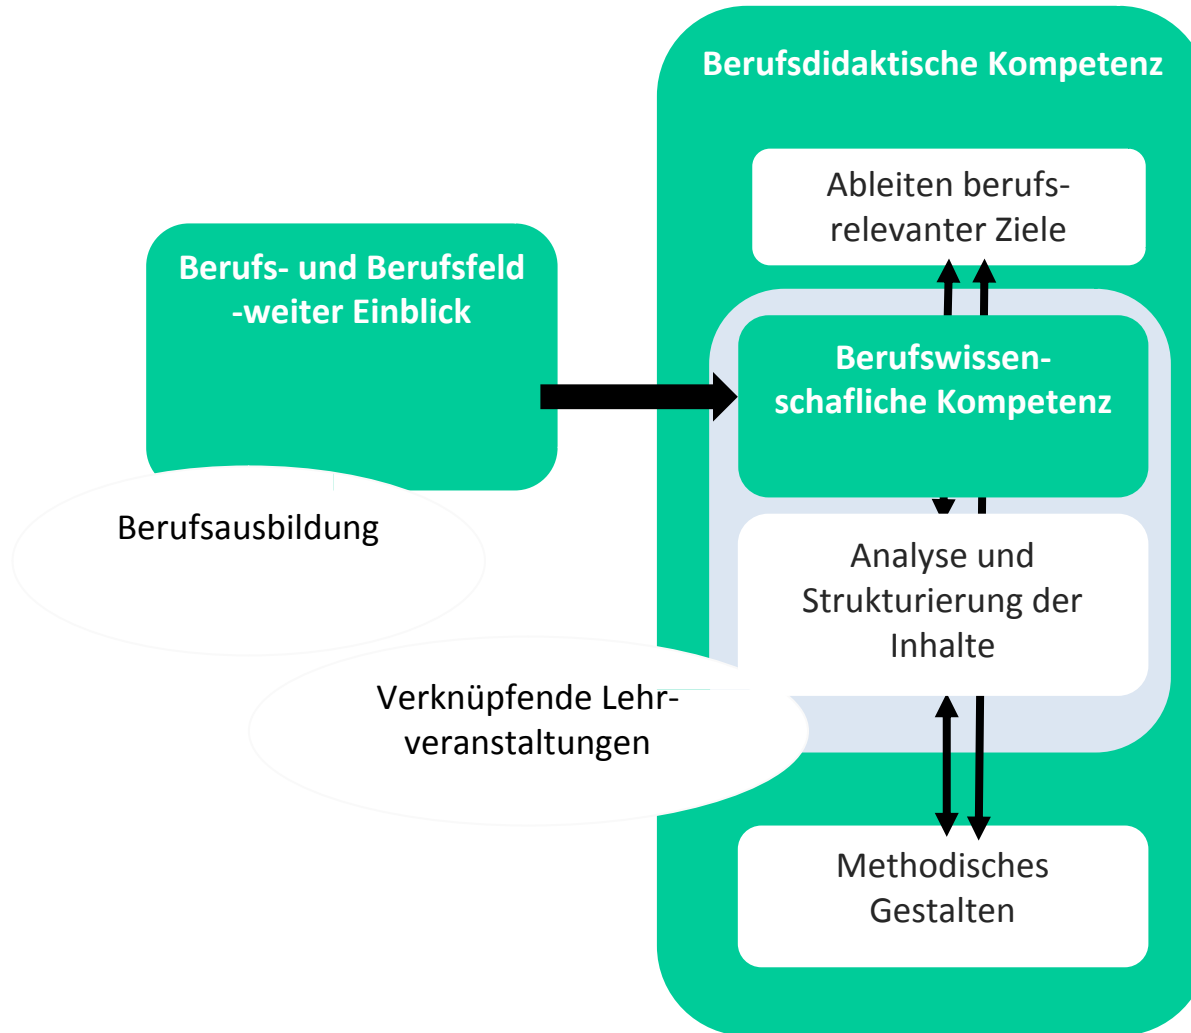 Berufsdidaktische Kompetenz
Ableiten berufs-
relevanter Ziele
Berufs- und Berufsfeld
-weiter Einblick
Berufswissen-
schafliche Kompetenz
Berufsausbildung
Analyse und
Strukturierung der
Inhalte
Verknüpfende Lehr-
veranstaltungen
Methodisches
Gestalten